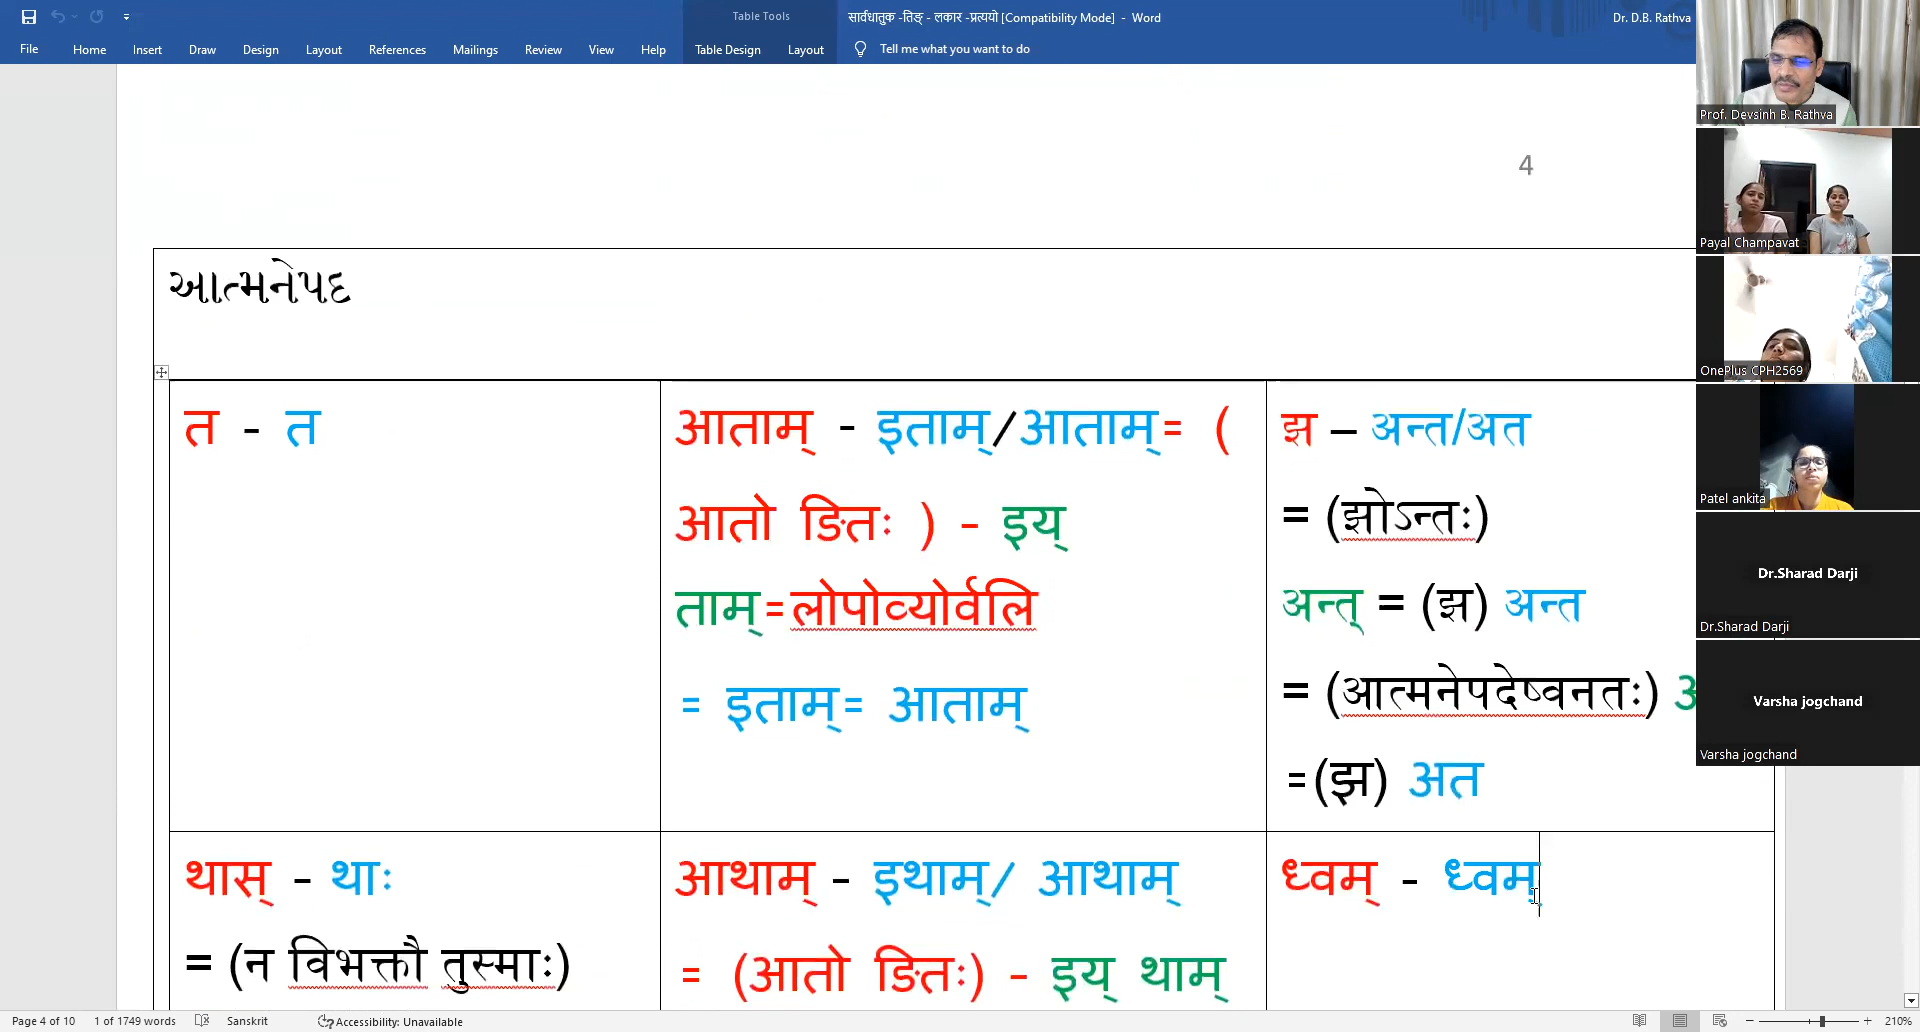 सार्वधातुक -तिङ् - लकार -प्रत्ययो [Compatibility Mode] - Word
Table Tools
Dr. D.B. Rathva
File Home Insert Draw Design Layout References Mailings Review View Help Table Design Layout Tell me what you want to do
4
આત્મનેપદ
त - त
आताम् - इताम्/आताम्= (
आतो ङितः ) - इय्
ताम्=लोपोव्योर्वलि
= इताम्= आताम्
झ – अन्त/अत
= (झोऽन्तः)
अन्त् = (झ) अन्त
= (आत्मनेपदेष्वनतः)
=(झ) अत
थास् - थाः
= (न विभक्तौ तुस्माः)
आथाम् - इथाम्/ आथाम्
= (आतो ङितः) - इय् थाम्
ध्वम् - ध्वम्
Prof. Devsinh B. Rathva
Payal Champavat
OnePlus CPH2569
Patel ankita
Dr.Sharad Darji
Dr.Sharad Darji
Varsha jogchand
Varsha jogchand
Page 4 of 10 1 of 1749 words Sanskrit Accessibility: Unavailable 210%